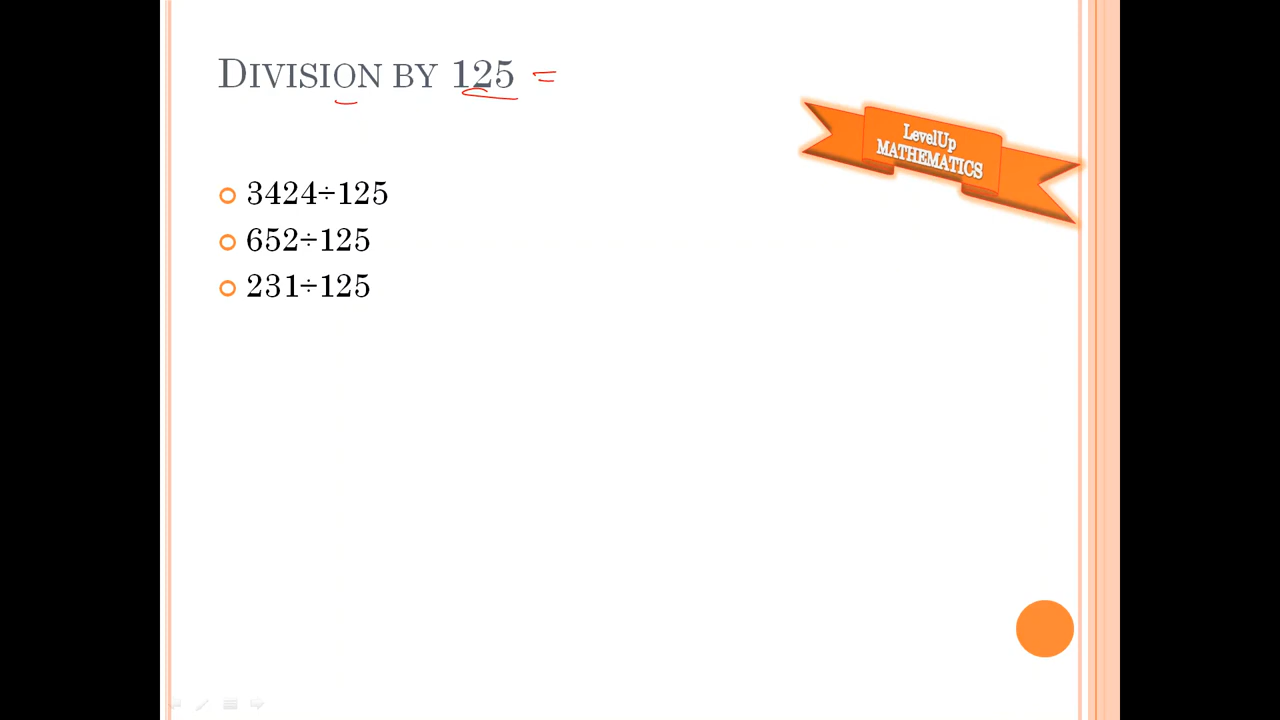 DIVISION BY 125 =
LevelUp
MATHEMATICS
3424÷125
652÷125
231÷125